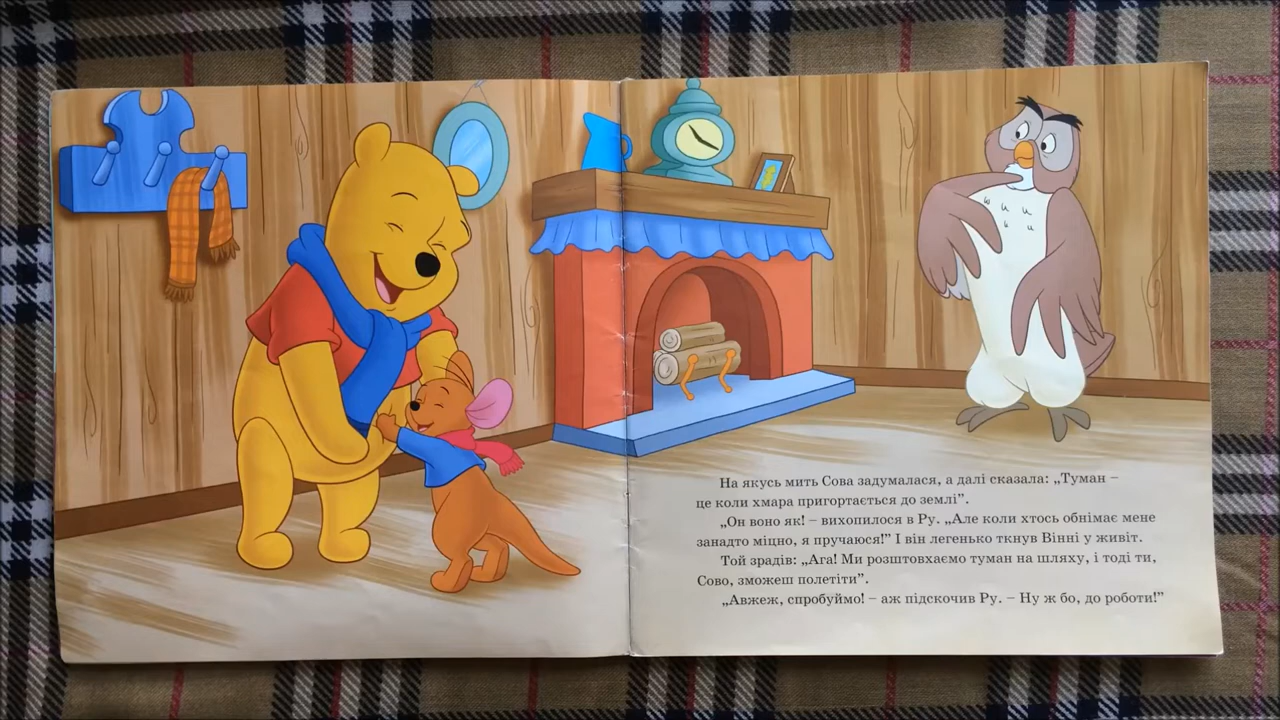 На якусь мить Сова задумалася, а далі сказала: „Туман –
це коли хмара пригортається до землі”.
„Он воно як! – вихопилося в Ру. „Але коли хтось обнімає мене
занадто міцно, я пручаюся!” І він легенько ткнув Вінні у живіт.
Той зрадів: „Ага! Ми розштовхаємо туман на шляху, і тоді ти,
Сово, зможеш полетіти”.
„Авжеж, спробуймо! – аж підскочив Ру. – Ну ж бо, до роботи!”